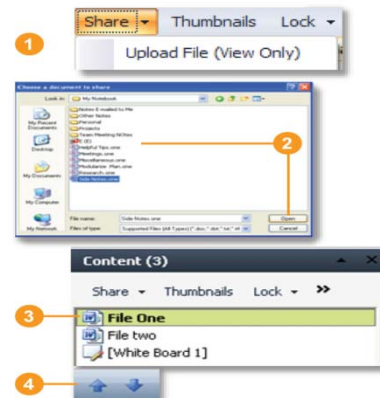 Share Thumbnails Lock
1
Upload File (View Only)
Choose a document to share
Look in: My Notebook
My Recent Documents
Desktop
My Documents
My Computer
My Network
Notes E-mailed to Me
Other Notes
Personal
Projects
Team Meeting Notes
Helpful Tips.one
Meetings.one
Miscellaneous.one
Research.one
Side Notes.one
2
File name: Side Notes.one Open
Files of type: Cancel
Content (3)
Share Thumbnails Lock »
3
File One
File two
[White Board 1]
4